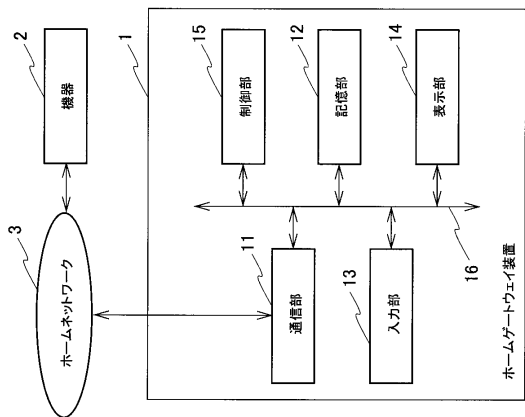 3
ホームネットワーク
2
機器
1
11
通信部
15
制御部
12
記憶部
13
入力部
14
表示部
16
ホームゲートウェイ装置